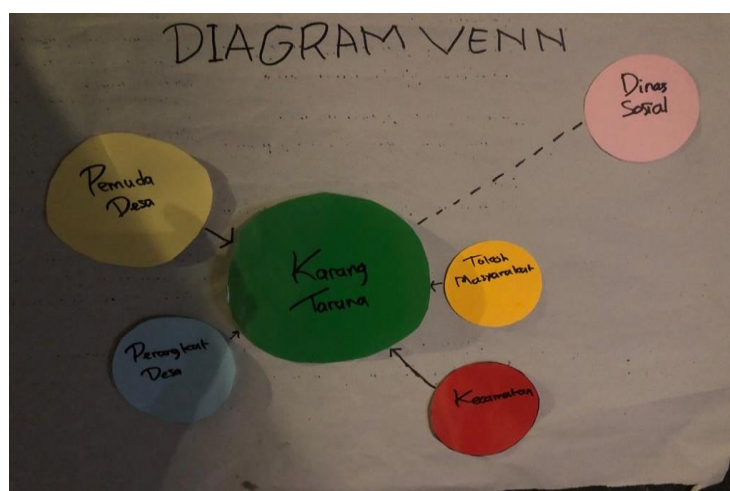 DIAGRAM VENN
Dinas
Sosial
Pemuda
Desa
Karang
Taruna
Tokoh
Masyarakat
Perangkat
Desa
Kecamatan